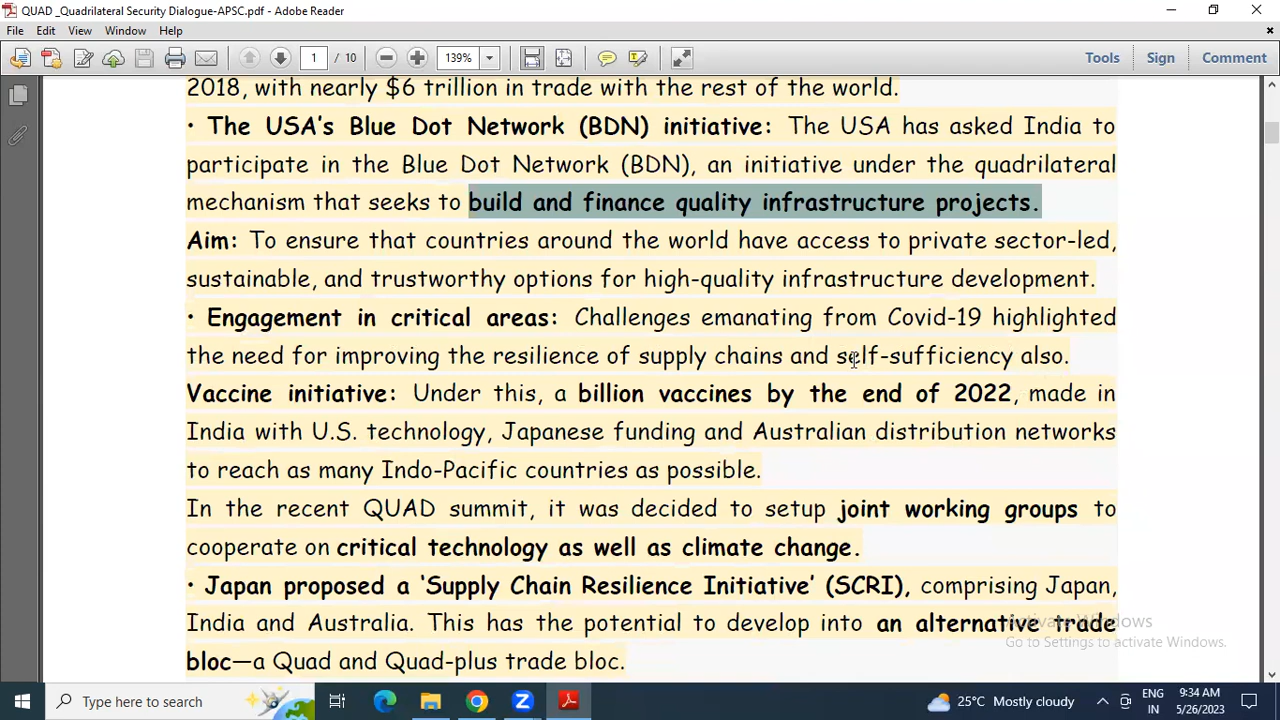 QUAD _Quadrilateral Security Dialogue-APSC.pdf - Adobe Reader
File Edit View Window Help
1 / 10 139% Tools Sign Comment
2018, with nearly $6 trillion in trade with the rest of the world.
• The USA's Blue Dot Network (BDN) initiative: The USA has asked India to
participate in the Blue Dot Network (BDN), an initiative under the quadrilateral
mechanism that seeks to build and finance quality infrastructure projects.
Aim: To ensure that countries around the world have access to private sector-led,
sustainable, and trustworthy options for high-quality infrastructure development.
• Engagement in critical areas: Challenges emanating from Covid-19 highlighted
the need for improving the resilience of supply chains and self-sufficiency also.
Vaccine initiative: Under this, a billion vaccines by the end of 2022, made in
India with U.S. technology, Japanese funding and Australian distribution networks
to reach as many Indo-Pacific countries as possible.
In the recent QUAD summit, it was decided to setup joint working groups to
cooperate on critical technology as well as climate change.
• Japan proposed a 'Supply Chain Resilience Initiative' (SCRI), comprising Japan,
India and Australia. This has the potential to develop into an alternative trade
bloc—a Quad and Quad-plus trade bloc.
Activate Windows
Go to Settings to activate Windows.
Type here to search
25°C Mostly cloudy
ENG
IN
9:34 AM
5/26/2023